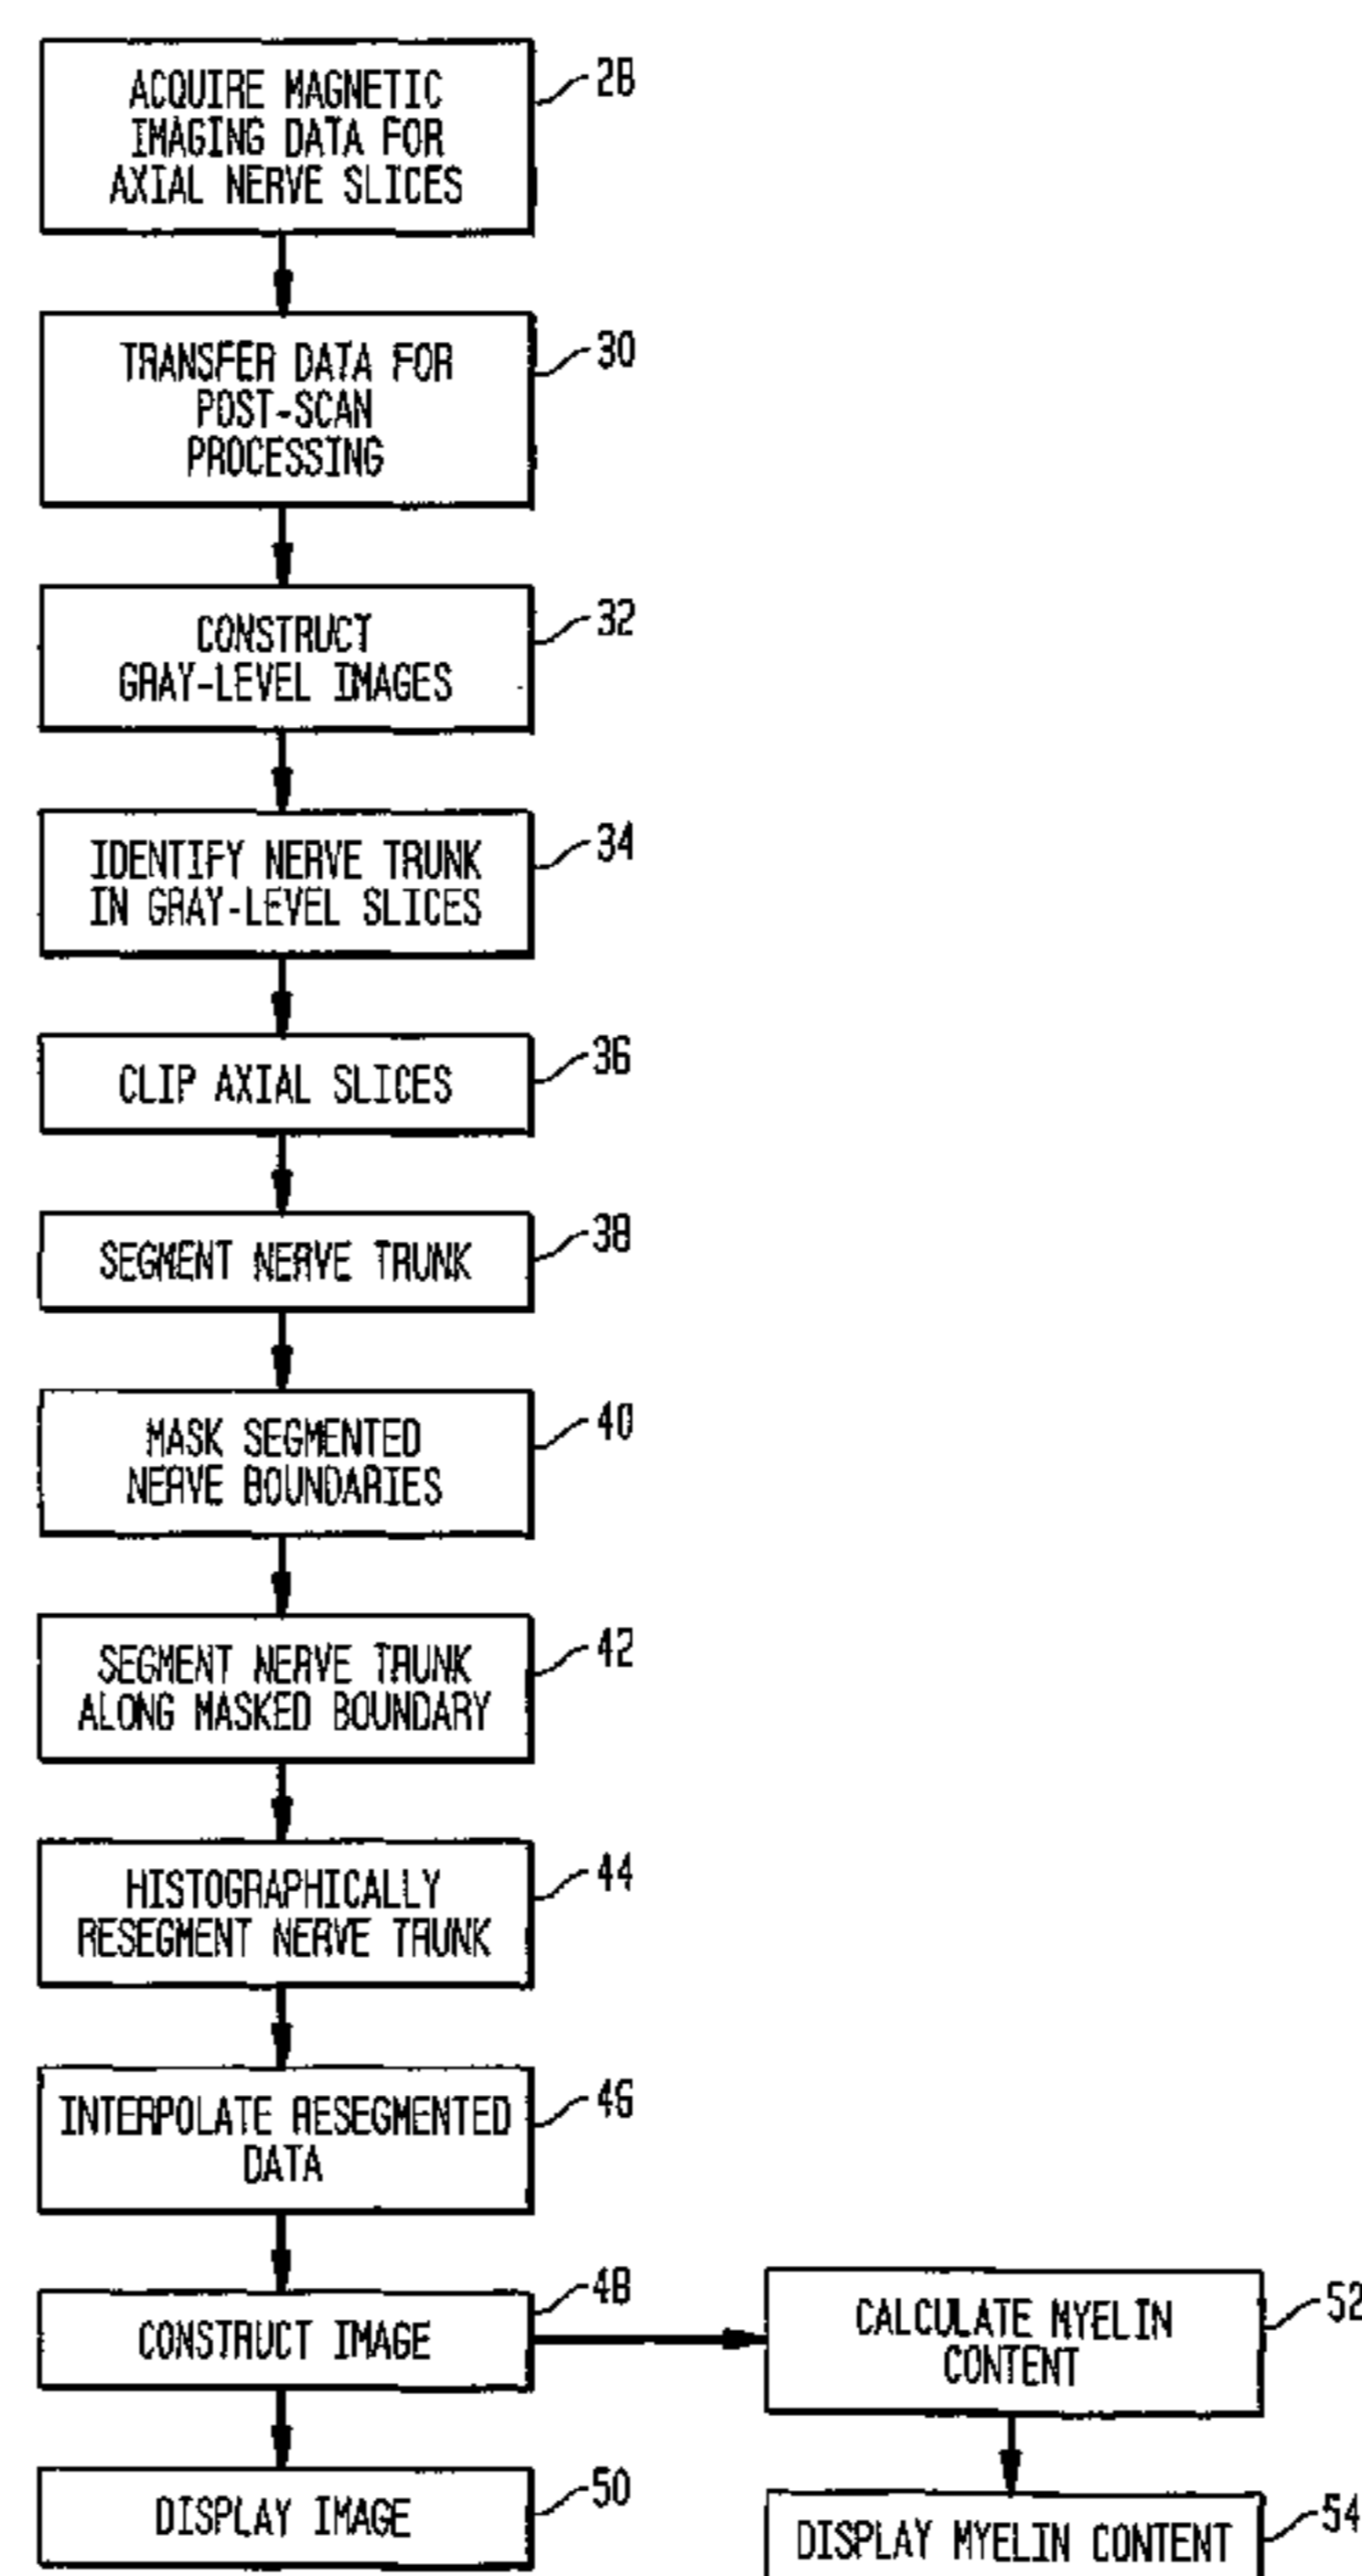 ACQUIRE MAGNETIC
IMAGING DATA FOR
AXIAL NERVE SLICES
28
TRANSFER DATA FOR
POST-SCAN
PROCESSING
30
CONSTRUCT
GRAY-LEVEL IMAGES
32
IDENTIFY NERVE TRUNK
IN GRAY-LEVEL SLICES
34
CLIP AXIAL SLICES
36
SEGMENT NERVE TRUNK
38
MASK SEGMENTED
NERVE BOUNDARIES
40
SEGMENT NERVE TRUNK
ALONG MASKED BOUNDARY
42
HISTOGRAPHICALLY
RESEGMENT NERVE TRUNK
44
INTERPOLATE RESEGMENTED
DATA
46
CONSTRUCT IMAGE
48
CALCULATE MYELIN
CONTENT
52
DISPLAY IMAGE
50
DISPLAY MYELIN CONTENT
54